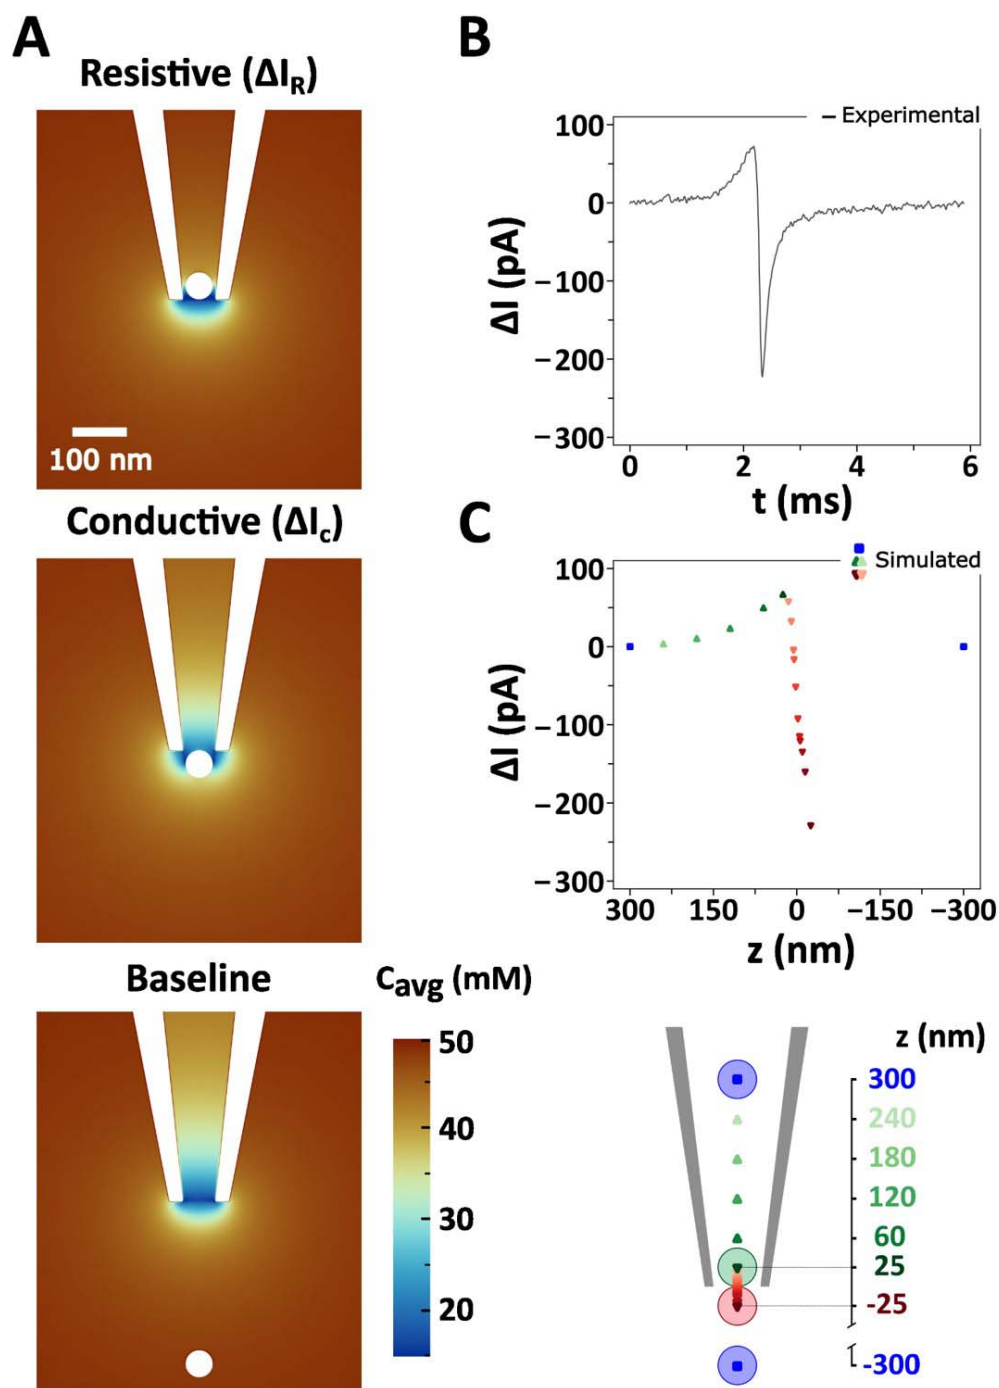 A
Resistive (ΔI_R)
100 nm
Conductive (ΔI_c)
Baseline
C_avg (mM)
50
40
30
20
B
– Experimental
100
0
−100
−200
−300
ΔI (pA)
0 2 4 6
t (ms)
C
Simulated
100
0
−100
−200
−300
ΔI (pA)
300 150 0 −150 −300
z (nm)
z (nm)
300
240
180
120
60
25
-25
-300